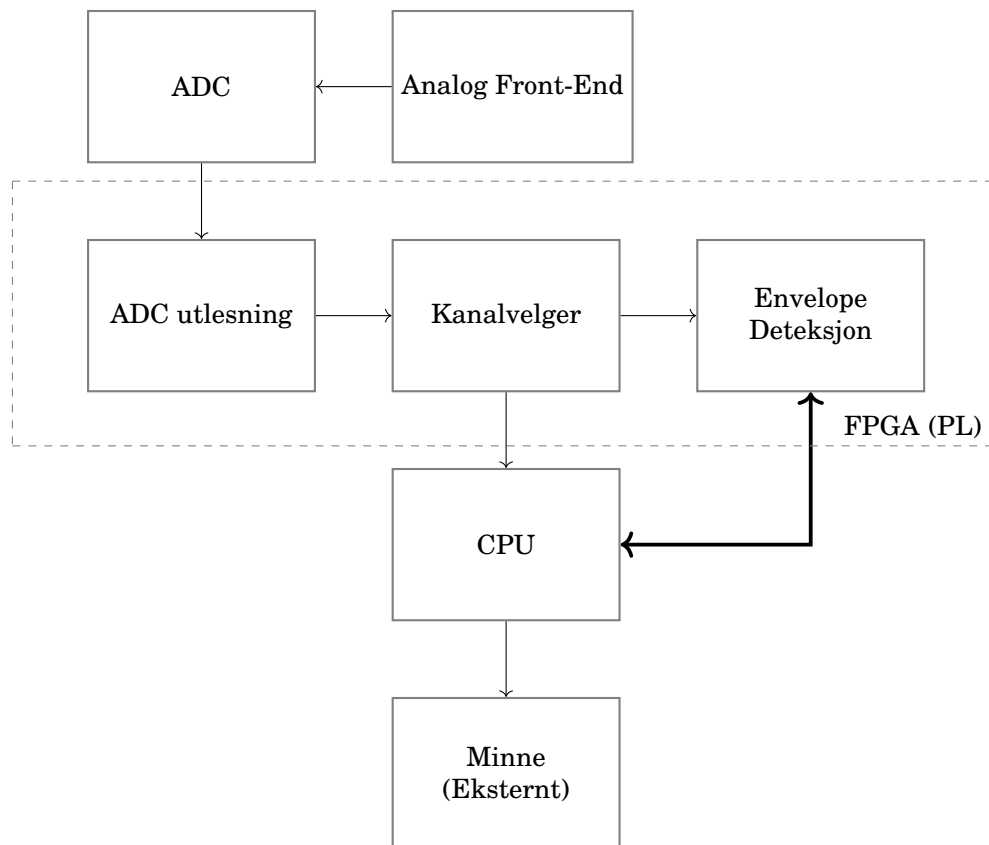 ADC
Analog Front-End
ADC utlesning
Kanalvelger
Envelope
Deteksjon
FPGA (PL)
CPU
Minne
(Eksternt)